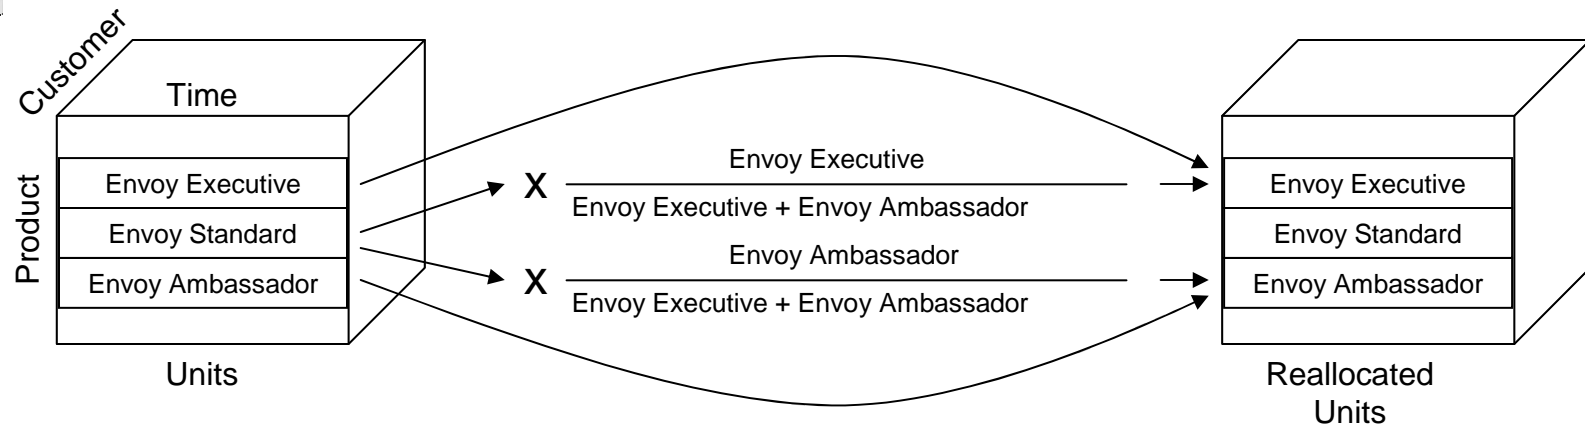 Customer
Time
Product
Envoy Executive
Envoy Standard
Envoy Ambassador
Units
X
Envoy Executive
Envoy Executive + Envoy Ambassador
X
Envoy Ambassador
Envoy Executive + Envoy Ambassador
Envoy Executive
Envoy Standard
Envoy Ambassador
Reallocated
Units